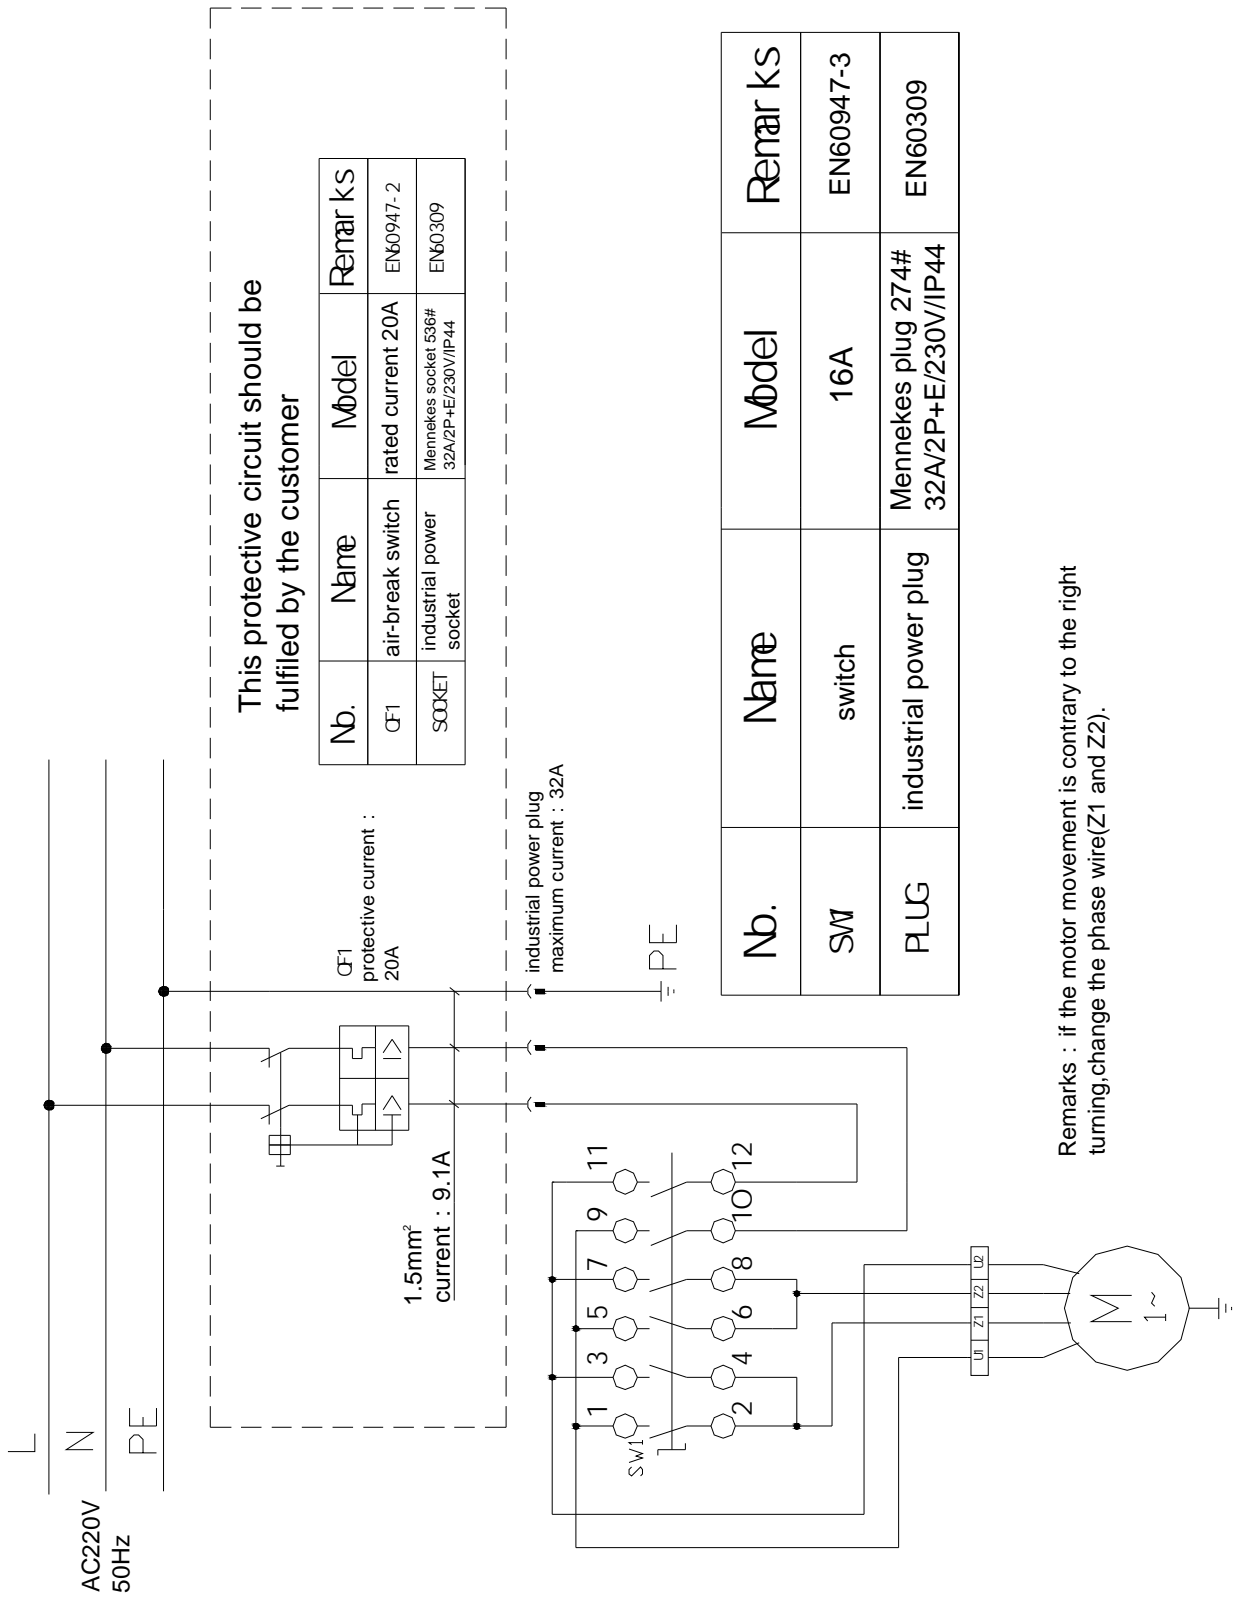 L
N
PE
AC220V
50Hz
This protective circuit should be
fulfiled by the customer
No. Name Model Remarks
QF1 air-break switch rated current 20A EN60947-2
SOCKET industrial power socket Mennekes socket 536# 32A/2P+E/230V/IP44 EN60309
QF1
protective current :
20A
I>
I>
1.5mm²
current : 9.1A
industrial power plug
maximum current : 32A
PE
SW1
1 3 5 7 9 11
2 4 6 8 10 12
U1 Z1 Z2 U2
M
1~
No. Name Model Remarks
SW1 switch 16A EN60947-3
PLUG industrial power plug Mennekes plug 274# 32A/2P+E/230V/IP44 EN60309
Remarks : if the motor movement is contrary to the right
turning,change the phase wire(Z1 and Z2).